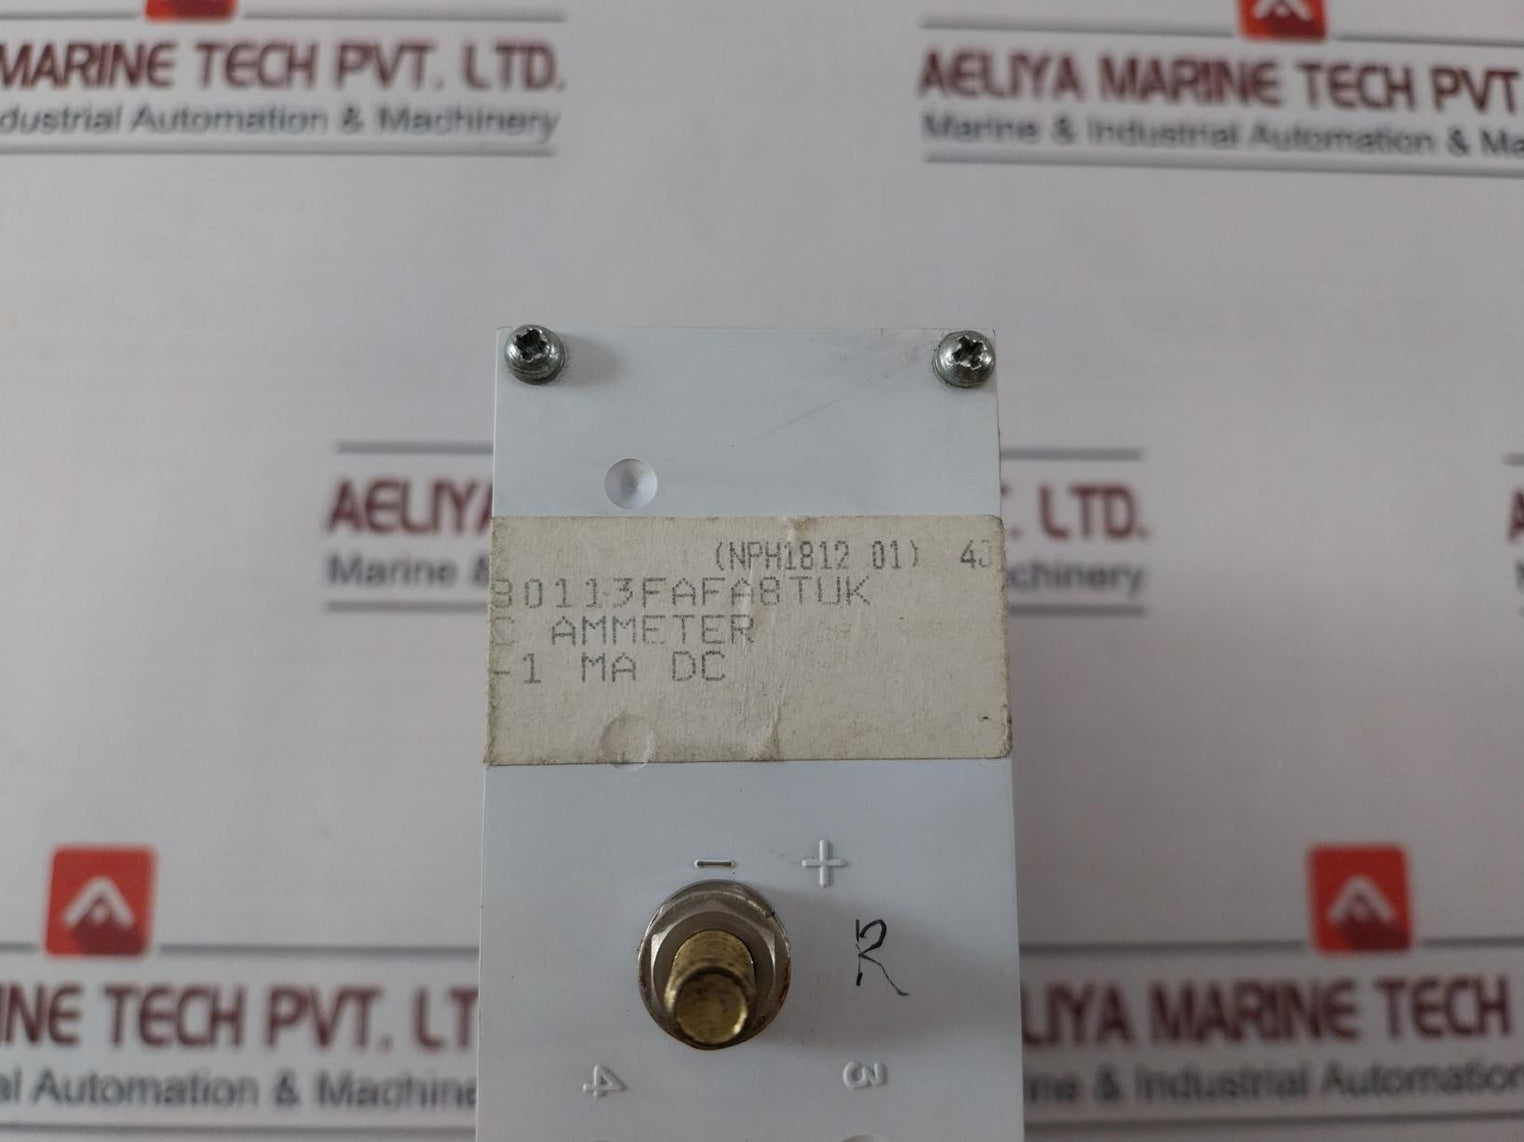 MARINE TECH PVT. LTD.
dustrial Automation & Machinery
AELIYA MARINE TECH PVT
Marine & Industrial Automation & Ma
AELIYA
. LTD.
Marine &
chinery
(NPH1812 01) 4J
80113FAFA8TUK
C AMMETER
-1 MA DC
- +
R
4 3
INE TECH PVT. LT
LIYA MARINE TECH
al Automation & Machine
ne & Industrial Automation